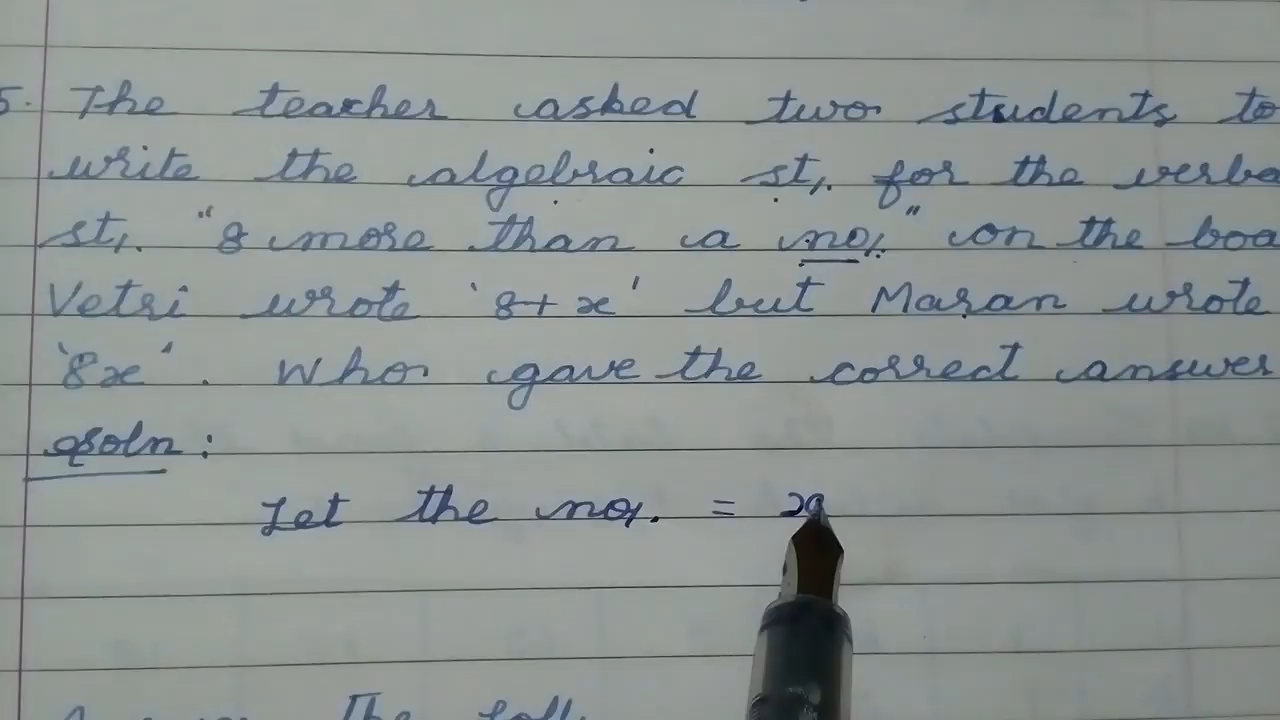 5. The teacher asked two students to
write the algebraic st/. for the verba
st/. "8 more than a no/." on the boa
Vetri wrote '8+x' but Maran wrote
'8x'. Who gave the correct answer
Soln:
Let the no/. = x
The foll